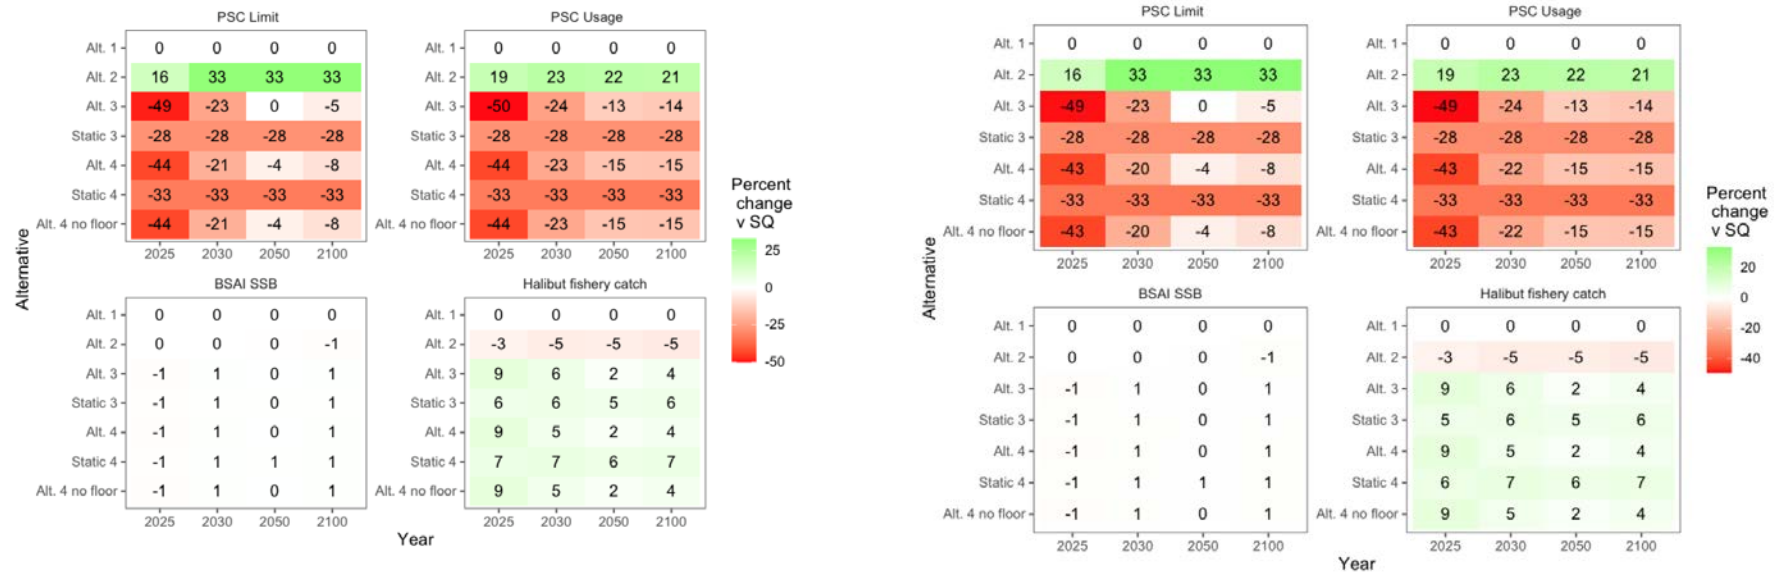 PSC Limit
PSC Usage
Alt. 1 0 0 0 0 0 0 0 0
Alt. 2 16 33 33 33 19 23 22 21
Alt. 3 -49 -23 0 -5 -50 -24 -13 -14
Static 3 -28 -28 -28 -28 -28 -28 -28 -28
Alt. 4 -44 -21 -4 -8 -44 -23 -15 -15
Static 4 -33 -33 -33 -33 -33 -33 -33 -33
Alt. 4 no floor -44 -21 -4 -8 -44 -23 -15 -15
2025 2030 2050 2100 2025 2030 2050 2100
BSAI SSB
Halibut fishery catch
Alt. 1 0 0 0 0 Alt. 1 0 0 0 0
Alt. 2 0 0 0 -1 Alt. 2 -3 -5 -5 -5
Alt. 3 -1 1 0 1 Alt. 3 9 6 2 4
Static 3 -1 1 0 1 Static 3 6 6 5 6
Alt. 4 -1 1 0 1 Alt. 4 9 5 2 4
Static 4 -1 1 1 1 Static 4 7 7 6 7
Alt. 4 no floor -1 1 0 1 Alt. 4 no floor 9 5 2 4
2025 2030 2050 2100 2025 2030 2050 2100
Alternative
Year
Percent
change
v SQ
25
0
-25
-50
PSC Limit
PSC Usage
Alt. 1 0 0 0 0 Alt. 1 0 0 0 0
Alt. 2 16 33 33 33 Alt. 2 19 23 22 21
Alt. 3 -49 -23 0 -5 Alt. 3 -49 -24 -13 -14
Static 3 -28 -28 -28 -28 Static 3 -28 -28 -28 -28
Alt. 4 -43 -20 -4 -8 Alt. 4 -43 -22 -15 -15
Static 4 -33 -33 -33 -33 Static 4 -33 -33 -33 -33
Alt. 4 no floor -43 -20 -4 -8 Alt. 4 no floor -43 -22 -15 -15
2025 2030 2050 2100 2025 2030 2050 2100
BSAI SSB
Halibut fishery catch
Alt. 1 0 0 0 0 Alt. 1 0 0 0 0
Alt. 2 0 0 0 -1 Alt. 2 -3 -5 -5 -5
Alt. 3 -1 1 0 1 Alt. 3 9 6 2 4
Static 3 -1 1 0 1 Static 3 5 6 5 6
Alt. 4 -1 1 0 1 Alt. 4 9 5 2 4
Static 4 -1 1 1 1 Static 4 6 7 6 7
Alt. 4 no floor -1 1 0 1 Alt. 4 no floor 9 5 2 4
2025 2030 2050 2100 2025 2030 2050 2100
Alternative
Year
Percent
change
v SQ
20
0
-20
-40